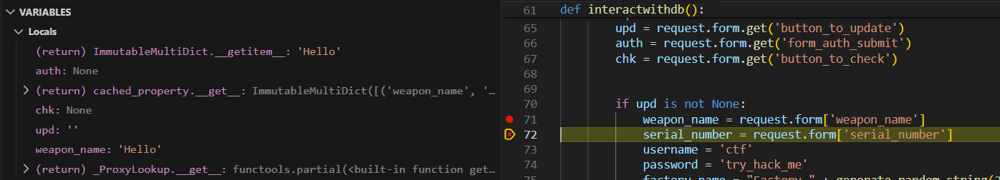 VARIABLES
Locals
(return) ImmutableMultiDict.__getitem__: 'Hello'
auth: None
(return) cached_property.__get__: ImmutableMultiDict([('weapon_name', '…
chk: None
upd: ''
weapon_name: 'Hello'
(return) _ProxyLookup.__get__: functools.partial(<built-in function get…
61 def interactwithdb():
65 upd = request.form.get('button_to_update')
66 auth = request.form.get('form_auth_submit')
67 chk = request.form.get('button_to_check')
68
69
70 if upd is not None:
71 weapon_name = request.form['weapon_name']
72 serial_number = request.form['serial_number']
73 username = 'ctf'
74 password = 'try_hack_me'
75 factory_name = "Factory " + generate_random_string(